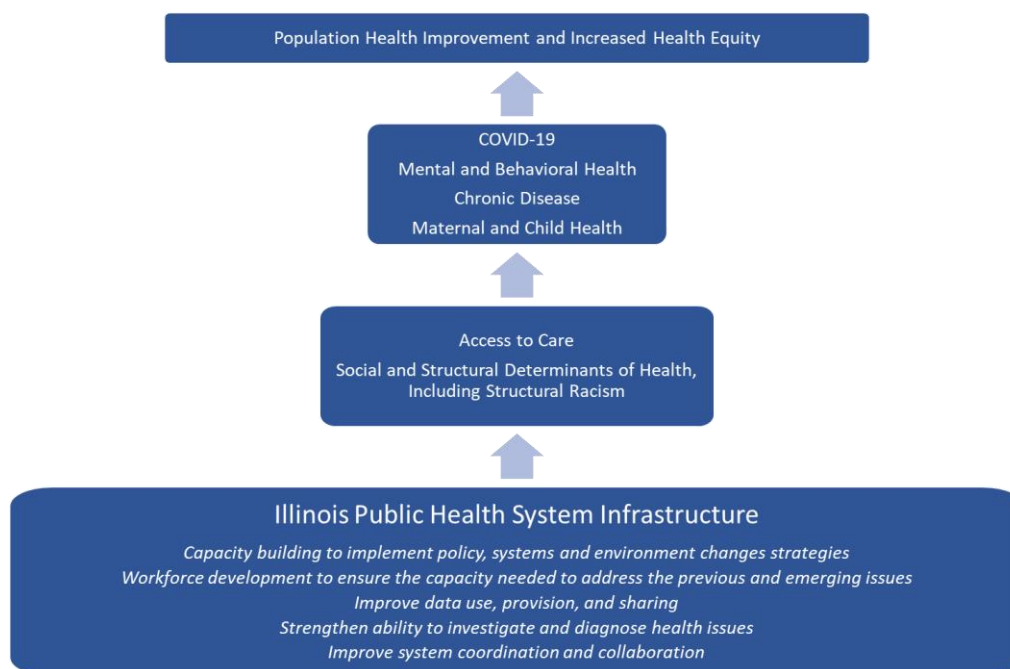 Population Health Improvement and Increased Health Equity
COVID-19
Mental and Behavioral Health
Chronic Disease
Maternal and Child Health
Access to Care
Social and Structural Determinants of Health,
Including Structural Racism
Illinois Public Health System Infrastructure
Capacity building to implement policy, systems and environment changes strategies
Workforce development to ensure the capacity needed to address the previous and emerging issues
Improve data use, provision, and sharing
Strengthen ability to investigate and diagnose health issues
Improve system coordination and collaboration